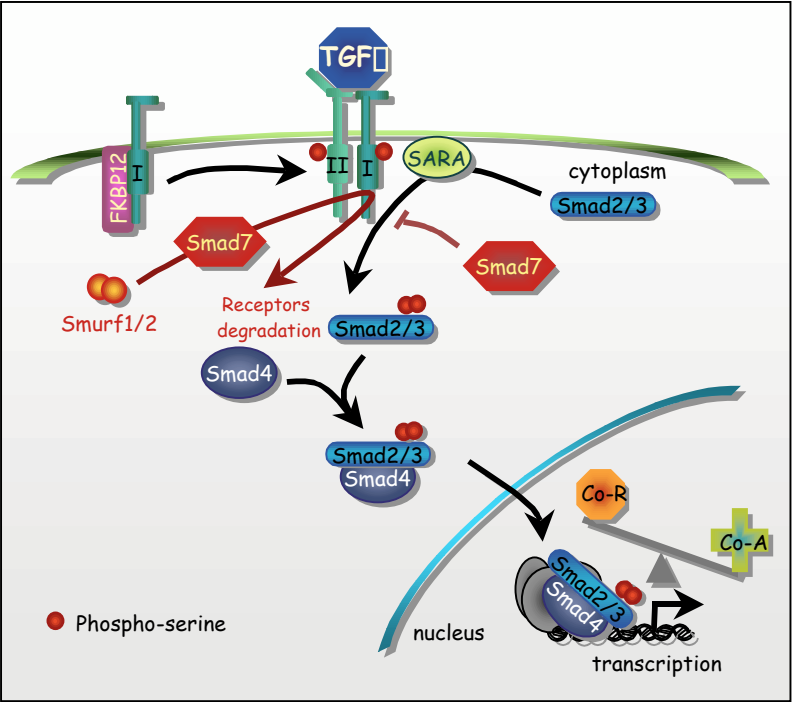 TGF
SARA
cytoplasm
Smad2/3
FKBP12
I
II
I
Smad7
Smad7
Smurf1/2
Receptors
degradation
Smad2/3
Smad4
Smad2/3
Smad4
Co-R
Co-A
Smad2/3
Smad4
Phospho-serine
nucleus
transcription